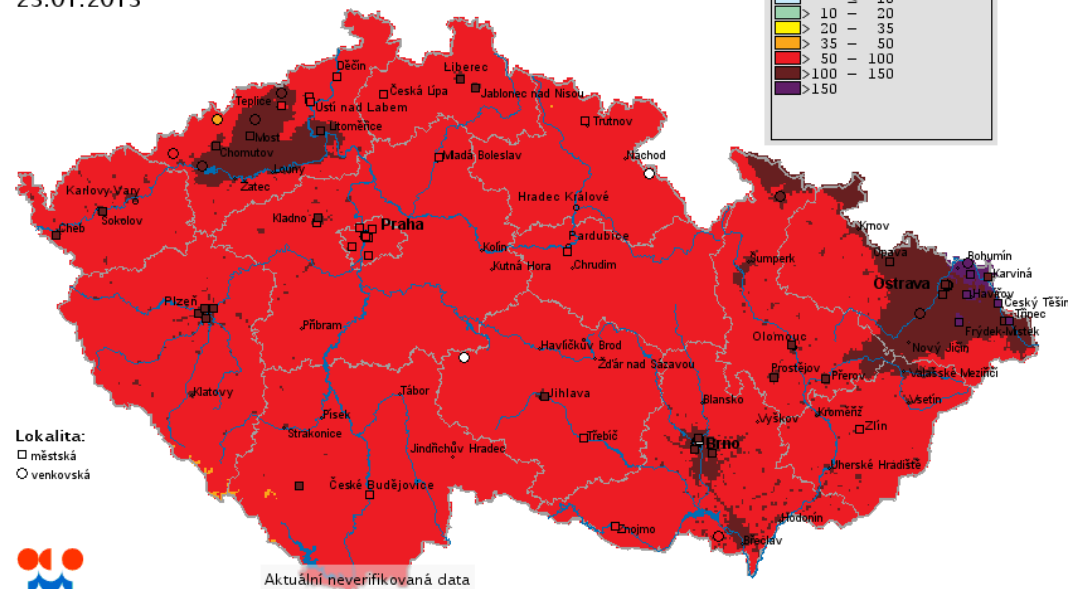 23.01.2013
> 10 – 20
> 20 – 35
> 35 – 50
> 50 – 100
>100 – 150
>150
Děčín
Liberec
Teplice
Česká Lípa
Jablonec nad Nisou
Ústí nad Labem
Litoměřice
Trutnov
Most
Chomutov
Mladá Boleslav
Náchod
Louny
Žatec
Karlovy Vary
Hradec Králové
Sokolov
Kladno
Praha
Cheb
Pardubice
Krnov
Kolín
Kutná Hora
Chrudim
Šumperk
Opava
Bohumín
Karviná
Ostrava
Havířov
Český Těšín
Plzeň
Třinec
Příbram
Frýdek-Místek
Olomouc
Havlíčkův Brod
Nový Jičín
Žďár nad Sázavou
Prostějov
Přerov
Valašské Meziříčí
Klatovy
Tábor
Jihlava
Blansko
Vsetín
Písek
Vyškov
Kroměříž
Strakonice
Třebíč
Zlín
Lokalita:
městská
venkovská
Jindřichův Hradec
Brno
Uherské Hradiště
České Budějovice
Hodonín
Znojmo
Břeclav
Aktuální neverifikovaná data